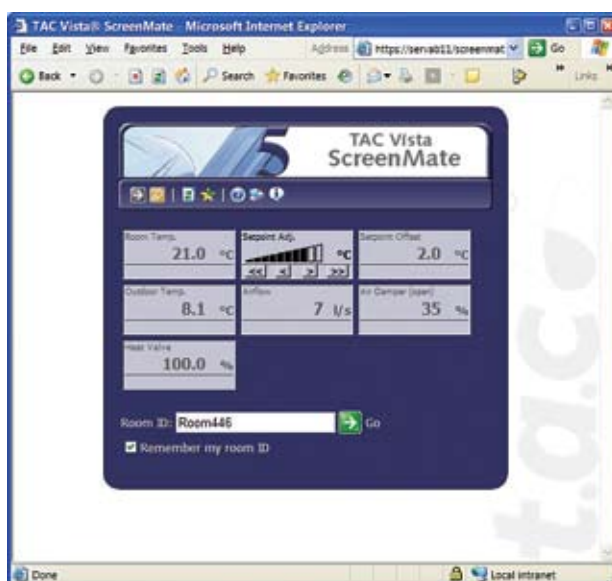 TAC Vista® ScreenMate - Microsoft Internet Explorer
File Edit View Favorites Tools Help Address https://servab11/screenmat Go
Back Search Favorites Links
5 TAC Vista
ScreenMate
Room Temp. Setpoint Adj. Setpoint Offset
21.0 °C °C 2.0 °C
<< < > >>
Outdoor Temp. Airflow Air Damper (open)
8.1 °C 7 l/s 35 %
Heat Valve
100.0 %
Room ID: Room446 Go
Remember my room ID
t.a.c.o
Done Local intranet